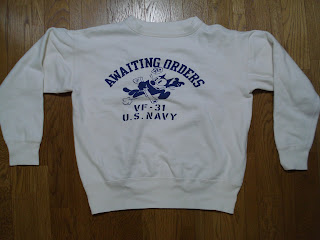 AWAITING ORDERS
VF-31
U.S. NAVY